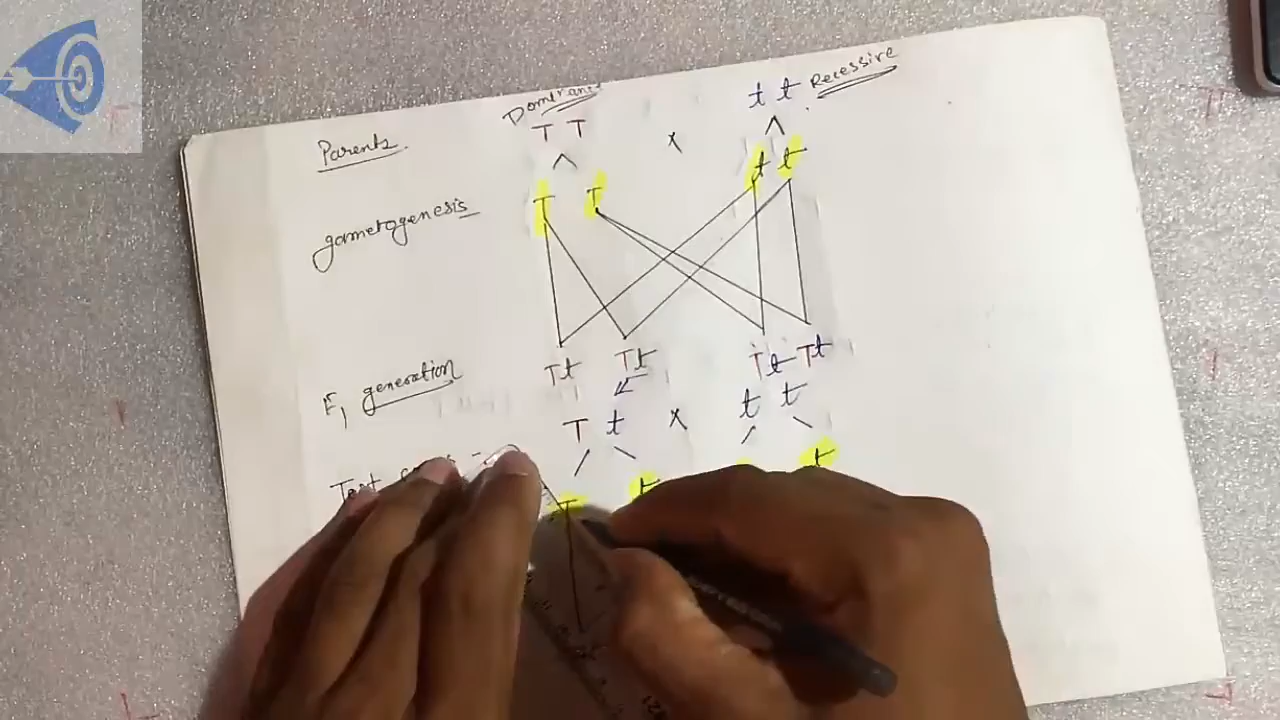 Dominant
t t Recessive
Parents.
T T
x
t t
gametogenesis
T T
Tt Tt
Tt Tt
F1 generation
T t x t t
Test
T t
t